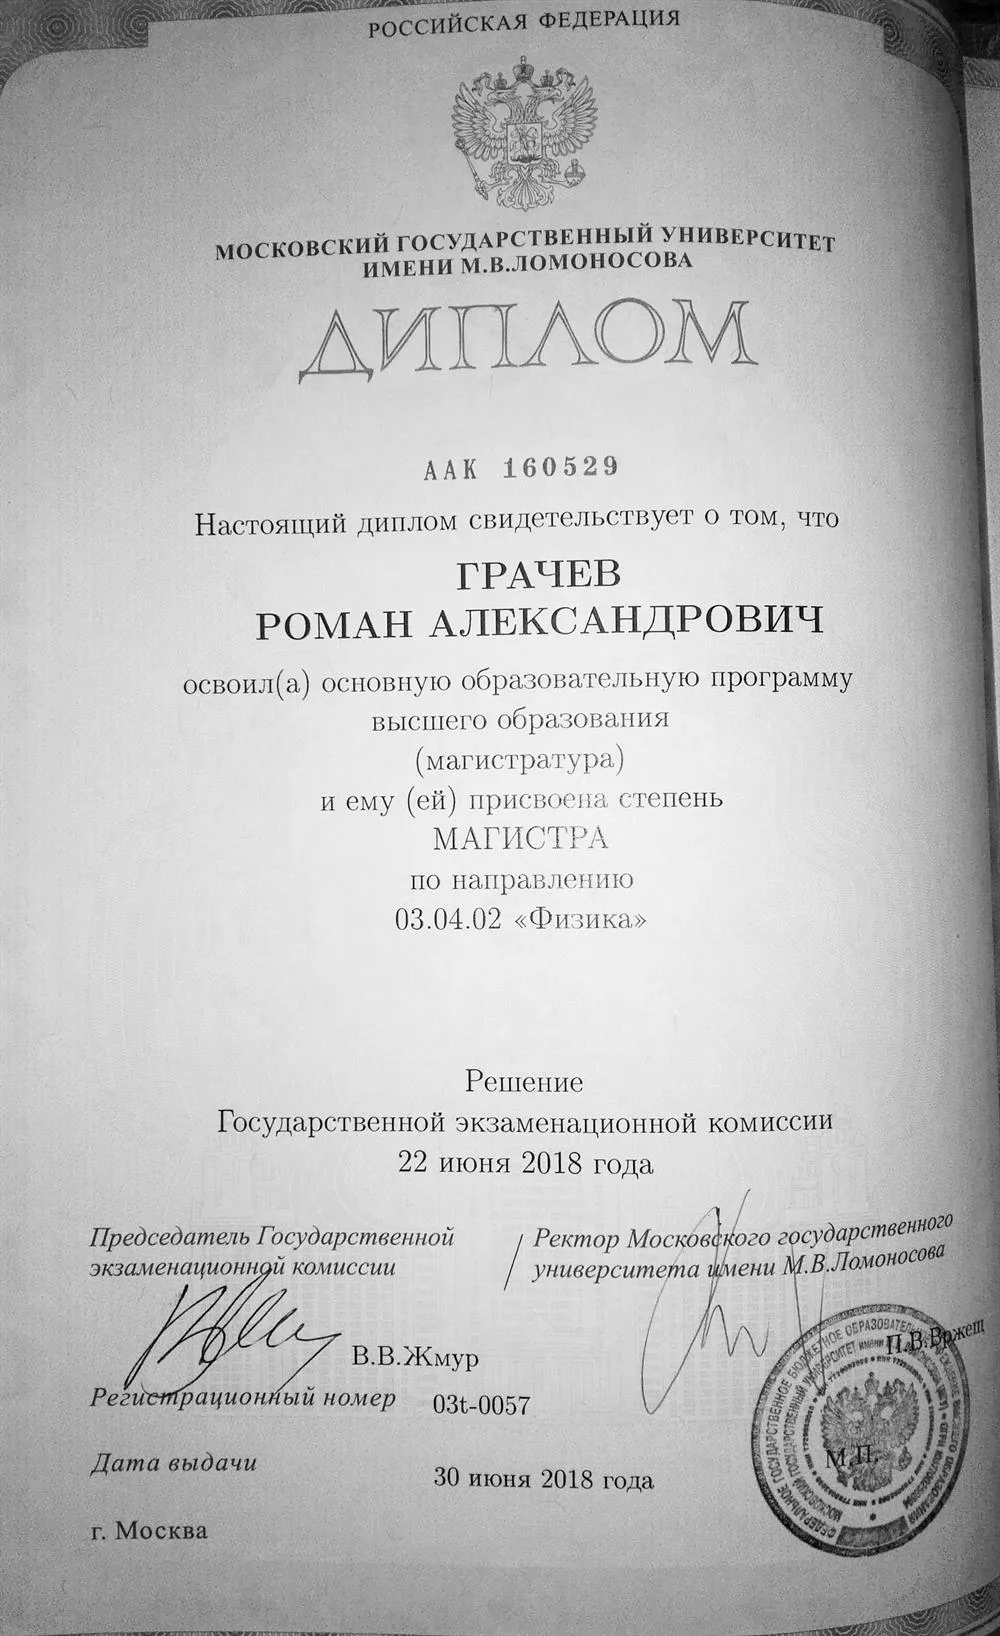 РОССИЙСКАЯ ФЕДЕРАЦИЯ
МОСКОВСКИЙ ГОСУДАРСТВЕННЫЙ УНИВЕРСИТЕТ
ИМЕНИ М.В.ЛОМОНОСОВА
ДИПЛОМ
ААК 160529
Настоящий диплом свидетельствует о том, что
ГРАЧЕВ
РОМАН АЛЕКСАНДРОВИЧ
освоил(а) основную образовательную программу
высшего образования
(магистратура)
и ему (ей) присвоена степень
МАГИСТРА
по направлению
03.04.02 «Физика»
Решение
Государственной экзаменационной комиссии
22 июня 2018 года
Председатель Государственной
экзаменационной комиссии
В.В.Жмур
/ Ректор Московского государственного
университета имени М.В.Ломоносова
П.В.Вржещ
Регистрационный номер 03t-0057
М.П.
Дата выдачи 30 июня 2018 года
г. Москва